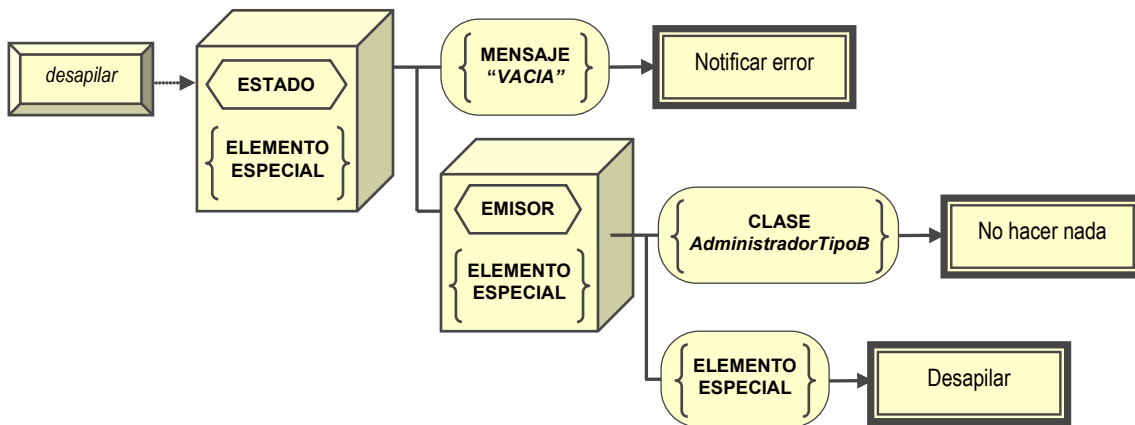 desapilar
ESTADO
{ELEMENTO
ESPECIAL}
{MENSAJE
“VACIA”}
Notificar error
EMISOR
{ELEMENTO
ESPECIAL}
{CLASE
AdministradorTipoB}
No hacer nada
{ELEMENTO
ESPECIAL}
Desapilar